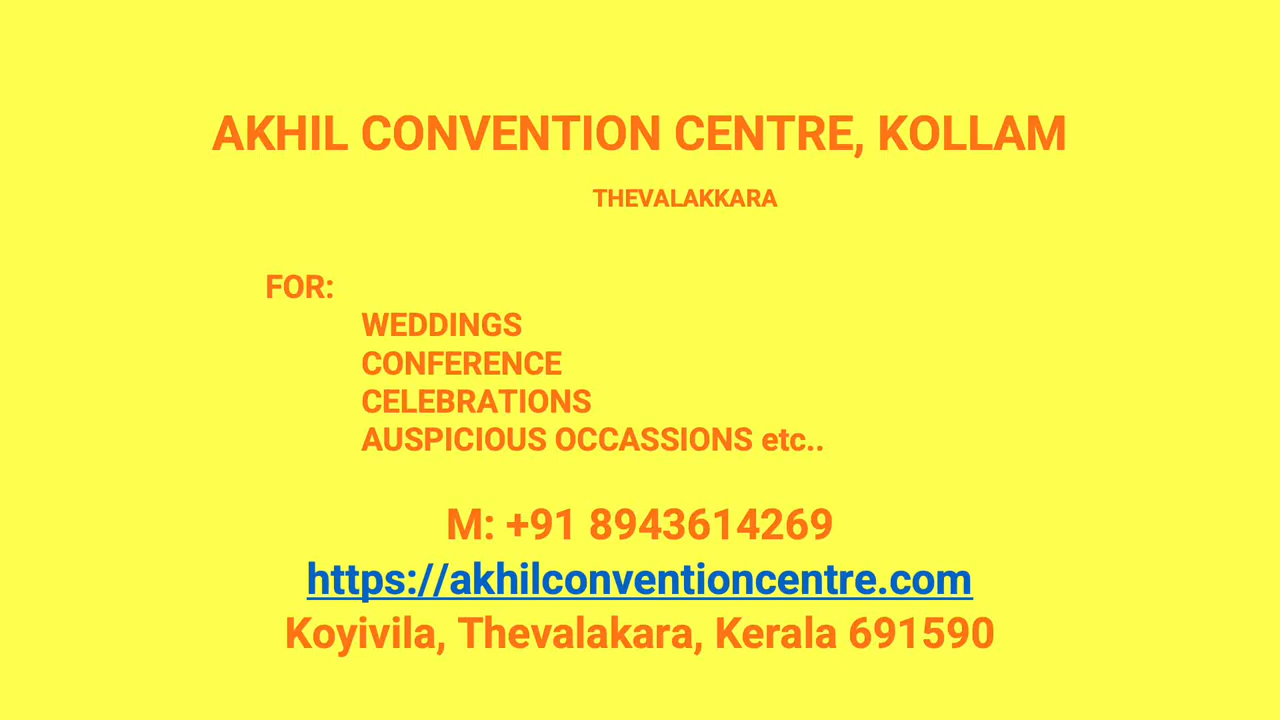 AKHIL CONVENTION CENTRE, KOLLAM
THEVALAKKARA
FOR:
WEDDINGS
CONFERENCE
CELEBRATIONS
AUSPICIOUS OCCASSIONS etc..
M: +91 8943614269
https://akhilconventioncentre.com
Koyivila, Thevalakara, Kerala 691590